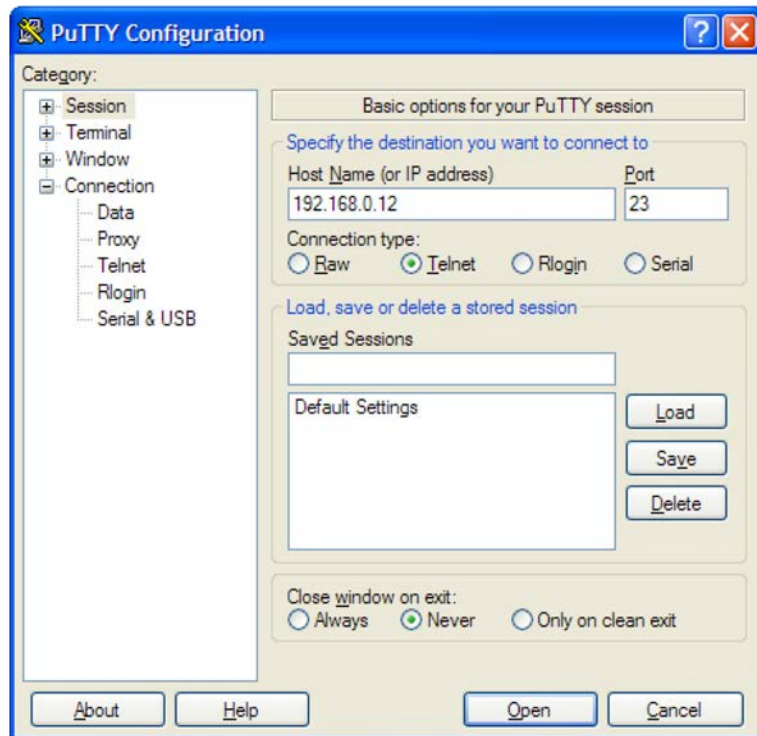 PuTTY Configuration
Category:
Session
Terminal
Window
Connection
Data
Proxy
Telnet
Rlogin
Serial & USB
Basic options for your PuTTY session
Specify the destination you want to connect to
Host Name (or IP address) Port
192.168.0.12 23
Connection type:
Raw Telnet Rlogin Serial
Load, save or delete a stored session
Saved Sessions
Default Settings
Load
Save
Delete
Close window on exit:
Always Never Only on clean exit
About Help Open Cancel